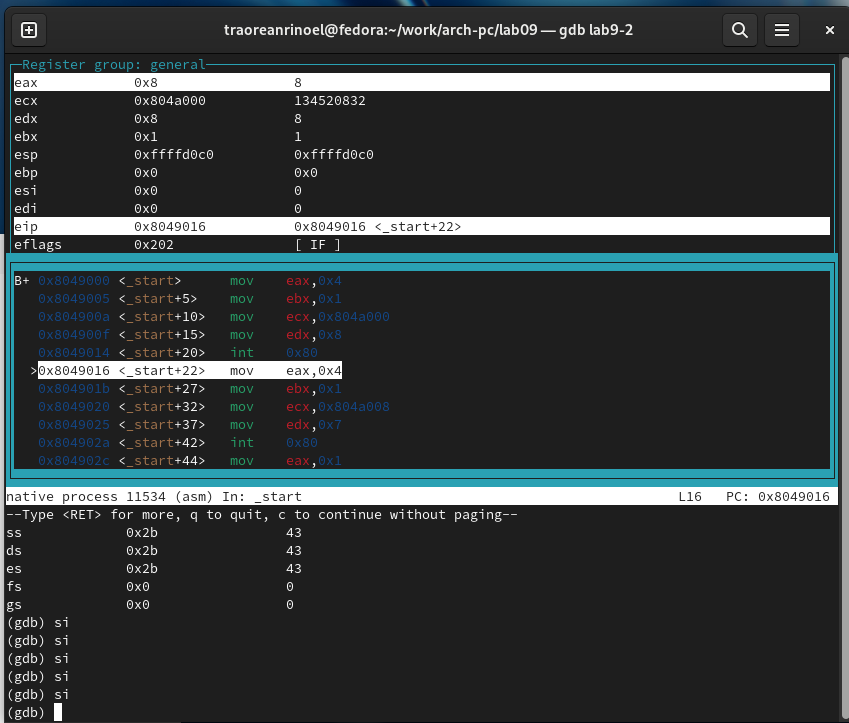 traoreanrinoel@fedora:~/work/arch-pc/lab09 — gdb lab9-2
Register group: general
eax 0x8 8
ecx 0x804a000 134520832
edx 0x8 8
ebx 0x1 1
esp 0xffffd0c0 0xffffd0c0
ebp 0x0 0x0
esi 0x0 0
edi 0x0 0
eip 0x8049016 0x8049016 <_start+22>
eflags 0x202 [ IF ]
B+ 0x8049000 <_start> mov eax,0x4
0x8049005 <_start+5> mov ebx,0x1
0x804900a <_start+10> mov ecx,0x804a000
0x804900f <_start+15> mov edx,0x8
0x8049014 <_start+20> int 0x80
>0x8049016 <_start+22> mov eax,0x4
0x804901b <_start+27> mov ebx,0x1
0x8049020 <_start+32> mov ecx,0x804a008
0x8049025 <_start+37> mov edx,0x7
0x804902a <_start+42> int 0x80
0x804902c <_start+44> mov eax,0x1
native process 11534 (asm) In: _start L16 PC: 0x8049016
--Type <RET> for more, q to quit, c to continue without paging--
ss 0x2b 43
ds 0x2b 43
es 0x2b 43
fs 0x0 0
gs 0x0 0
(gdb) si
(gdb) si
(gdb) si
(gdb) si
(gdb) si
(gdb)